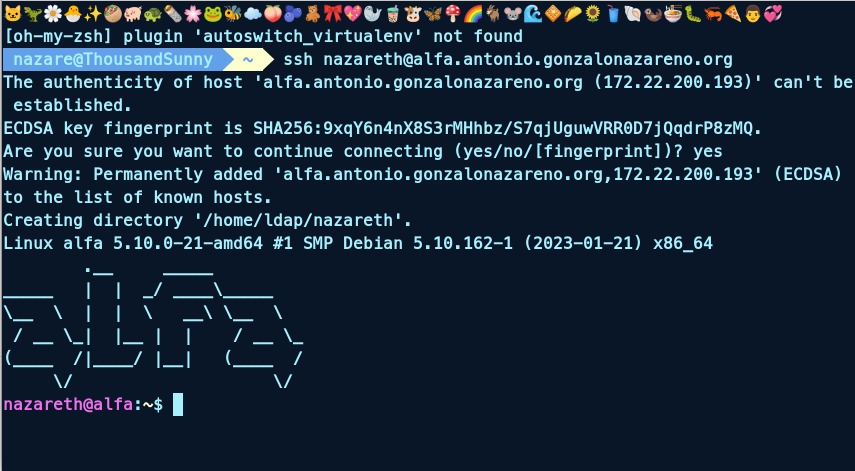 [oh-my-zsh] plugin 'autoswitch_virtualenv' not found
nazare@ThousandSunny ~ ssh nazareth@alfa.antonio.gonzalonazareno.org
The authenticity of host 'alfa.antonio.gonzalonazareno.org (172.22.200.193)' can't be
 established.
ECDSA key fingerprint is SHA256:9xqY6n4nX8S3rMHhbz/S7qjUguwVRR0D7jQqdrP8zMQ.
Are you sure you want to continue connecting (yes/no/[fingerprint])? yes
Warning: Permanently added 'alfa.antonio.gonzalonazareno.org,172.22.200.193' (ECDSA)
to the list of known hosts.
Creating directory '/home/ldap/nazareth'.
Linux alfa 5.10.0-21-amd64 #1 SMP Debian 5.10.162-1 (2023-01-21) x86_64
alfa
nazareth@alfa:~$